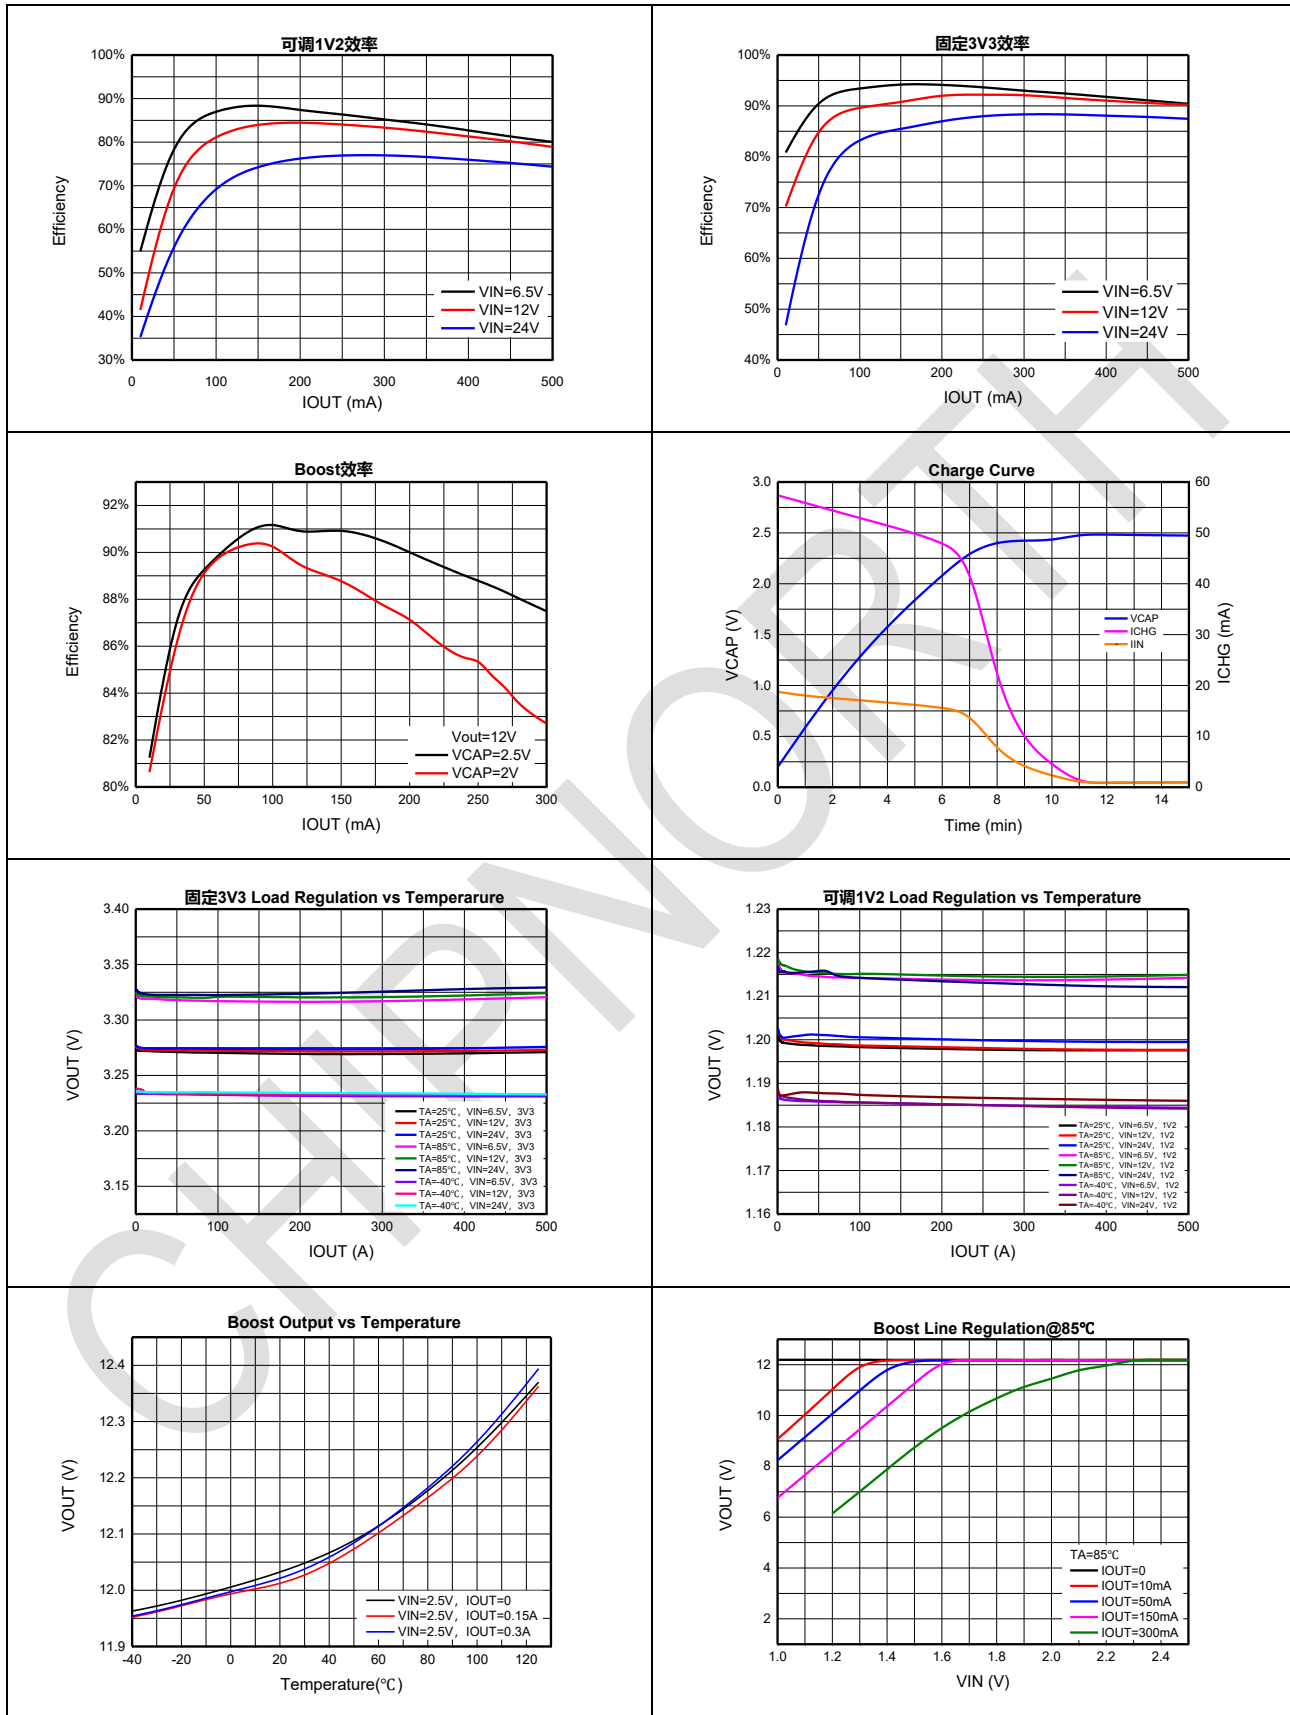 可调1V2效率
100%
90%
80%
70%
60%
50%
40%
30%
Efficiency
VIN=6.5V
VIN=12V
VIN=24V
0 100 200 300 400 500
IOUT (mA)
固定3V3效率
100%
90%
80%
70%
60%
50%
40%
Efficiency
VIN=6.5V
VIN=12V
VIN=24V
0 100 200 300 400 500
IOUT (mA)
Boost效率
92%
90%
88%
86%
84%
82%
80%
Efficiency
Vout=12V
VCAP=2.5V
VCAP=2V
0 50 100 150 200 250 300
IOUT (mA)
Charge Curve
3.0
2.5
2.0
1.5
1.0
0.5
0.0
VCAP (V)
60
50
40
30
20
10
0
ICHG (mA)
VCAP
ICHG
IIN
0 2 4 6 8 10 12 14
Time (min)
固定3V3 Load Regulation vs Temperarure
3.40
3.35
3.30
3.25
3.20
3.15
VOUT (V)
TA=25℃, VIN=6.5V, 3V3
TA=25℃, VIN=12V, 3V3
TA=25℃, VIN=24V, 3V3
TA=85℃, VIN=6.5V, 3V3
TA=85℃, VIN=12V, 3V3
TA=85℃, VIN=24V, 3V3
TA=-40℃, VIN=6.5V, 3V3
TA=-40℃, VIN=12V, 3V3
TA=-40℃, VIN=24V, 3V3
0 100 200 300 400 500
IOUT (A)
可调1V2 Load Regulation vs Temperature
1.23
1.22
1.21
1.20
1.19
1.18
1.17
1.16
VOUT (V)
TA=25℃, VIN=6.5V, 1V2
TA=25℃, VIN=12V, 1V2
TA=25℃, VIN=24V, 1V2
TA=85℃, VIN=6.5V, 1V2
TA=85℃, VIN=12V, 1V2
TA=85℃, VIN=24V, 1V2
TA=-40℃, VIN=6.5V, 1V2
TA=-40℃, VIN=12V, 1V2
TA=-40℃, VIN=24V, 1V2
0 100 200 300 400 500
IOUT (A)
Boost Output vs Temperature
12.4
12.3
12.2
12.1
12.0
11.9
VOUT (V)
VIN=2.5V, IOUT=0
VIN=2.5V, IOUT=0.15A
VIN=2.5V, IOUT=0.3A
-40 -20 0 20 40 60 80 100 120
Temperature(℃)
Boost Line Regulation@85℃
12
10
8
6
4
2
VOUT (V)
TA=85℃
IOUT=0
IOUT=10mA
IOUT=50mA
IOUT=150mA
IOUT=300mA
1.0 1.2 1.4 1.6 1.8 2.0 2.2 2.4
VIN (V)
CHIPNORTH